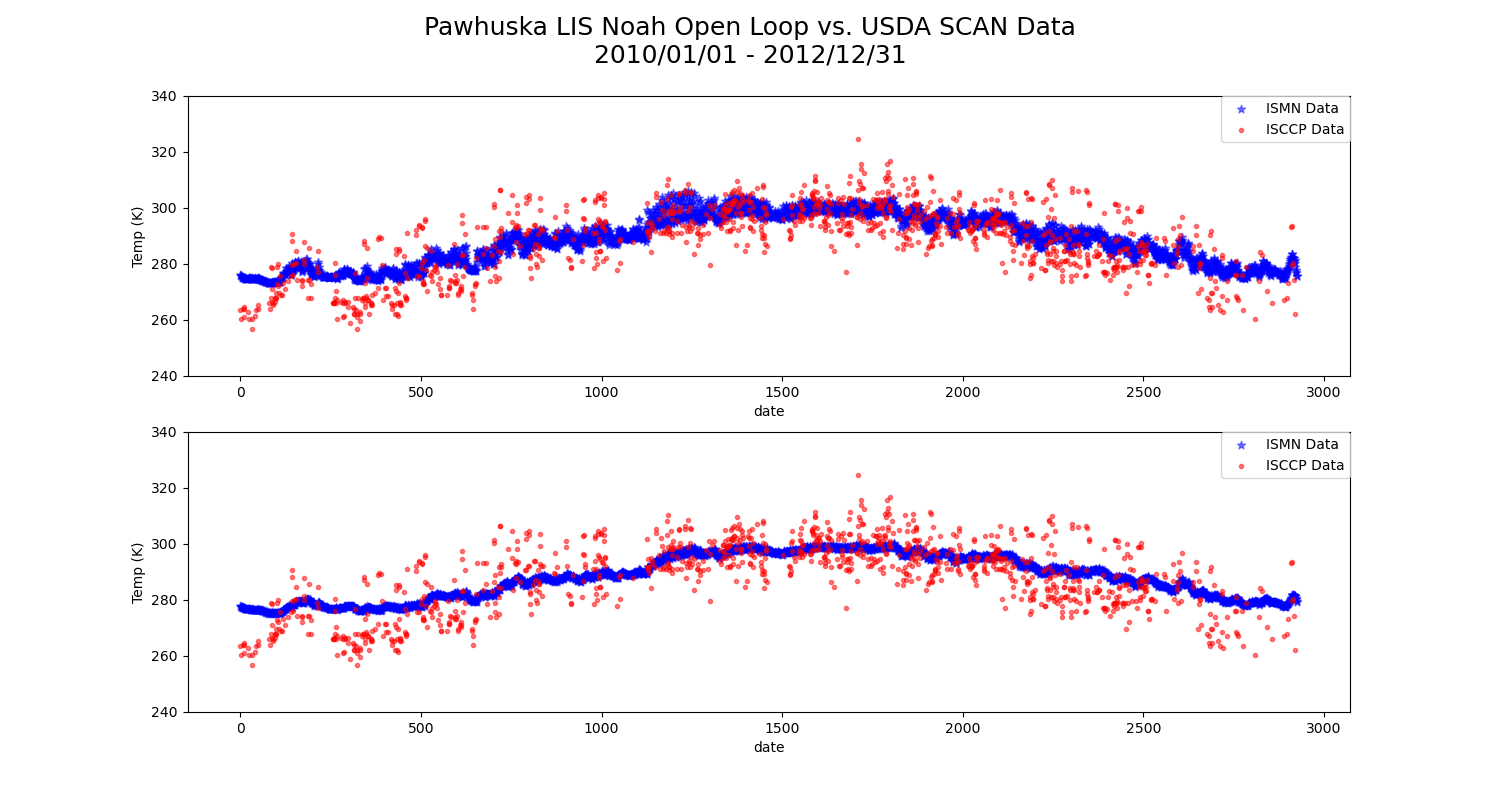 Pawhuska LIS Noah Open Loop vs. USDA SCAN Data
2010/01/01 - 2012/12/31
340
320
300
280
260
240
Temp (K)
ISMN Data
ISCCP Data
0 500 1000 1500 2000 2500 3000
date
340
320
300
280
260
240
Temp (K)
ISMN Data
ISCCP Data
0 500 1000 1500 2000 2500 3000
date